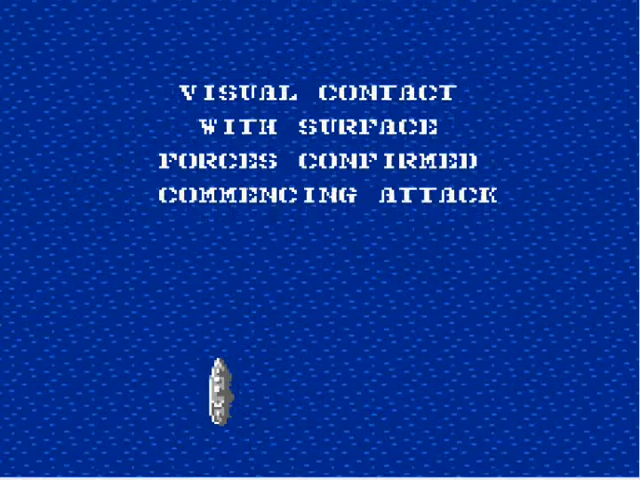 VISUAL CONTACT
WITH SURFACE
FORCES CONFIRMED
COMMENCING ATTACK